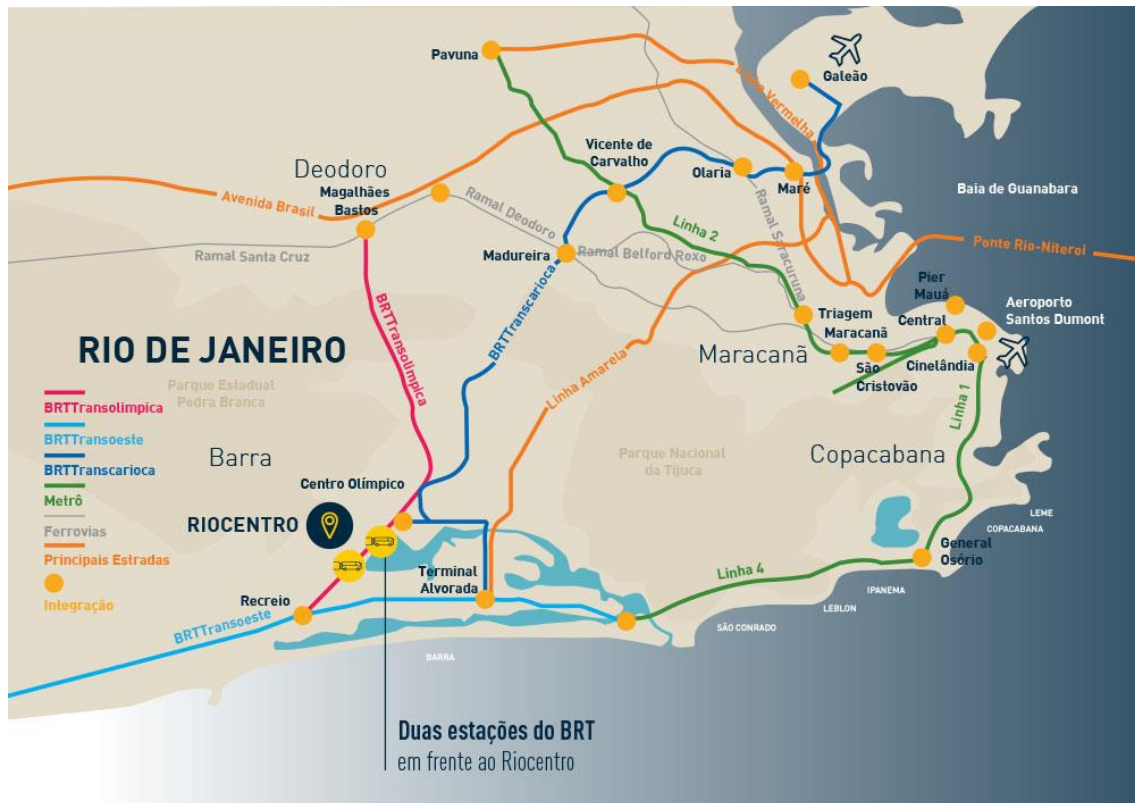 Pavuna
Galeão
Linha Vermelha
Vicente de
Carvalho
Olaria
Maré
Deodoro
Magalhães
Bastos
Avenida Brasil
Ramal Deodoro
Ramal Saracuruna
Baia de Guanabara
Linha 2
Ramal Santa Cruz
Madureira
Ramal Belford Roxo
Ponte Rio-Niteroi
Pier
Mauá
Aeroporto
Santos Dumont
Triagem
Central
Maracanã
Maracanã
São
Cristovão
Cinelândia
RIO DE JANEIRO
BRTTransolimpica
BRTTranscarioca
Linha Amarela
Linha 1
Parque Estadual
Pedra Branca
BRTTransolimpica
BRTTransoeste
BRTTranscarioca
Metrô
Ferrovias
Principais Estradas
Integração
Barra
Parque Nacional
da Tijuca
Copacabana
Centro Olímpico
RIOCENTRO
LEME
COPACABANA
General
Osório
Terminal
Alvorada
Linha 4
IPANEMA
LEBLON
SÃO CONRADO
Recreio
BRTTransoeste
BARRA
Duas estações do BRT
em frente ao Riocentro